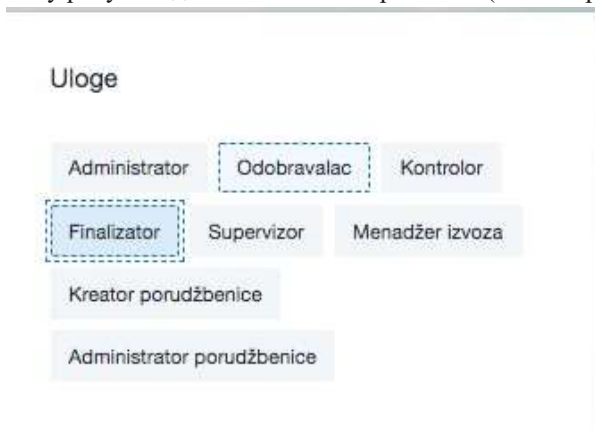 Uloge
Administrator Odobravalac Kontrolor
Finalizator Supervizor Menadžer izvoza
Kreator porudžbenice
Administrator porudžbenice